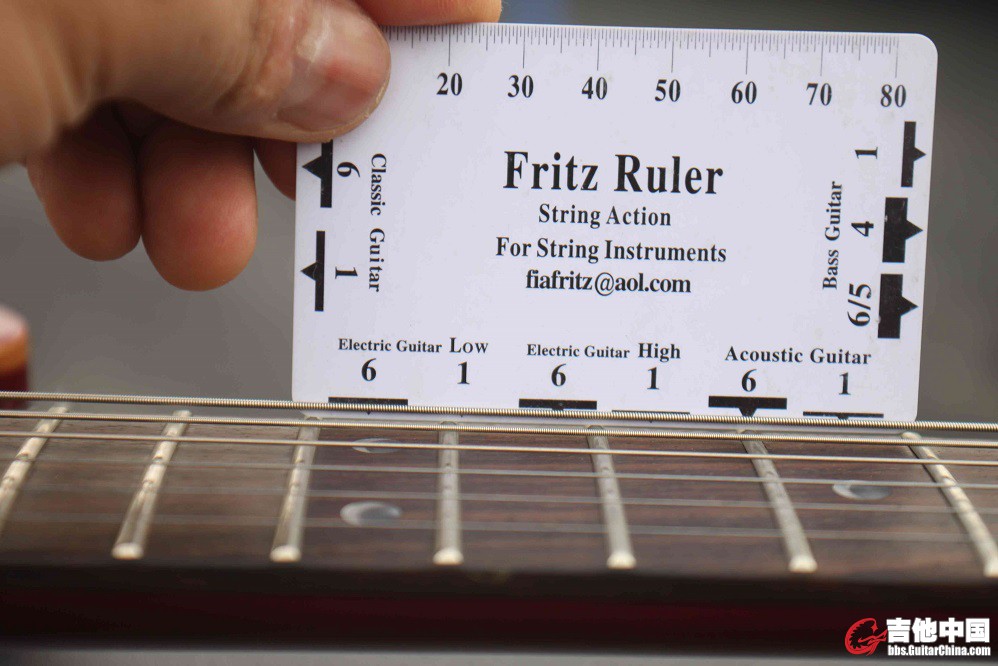 20 30 40 50 60 70 80
Fritz Ruler
String Action
For String Instruments
fiafritz@aol.com
6 Classic Guitar
1
1
Bass Guitar 4
6/5
Electric Guitar LOW
6 1
Electric Guitar High
6 1
Acoustic Guitar
6 1
吉他中国
bbs.GuitarChina.com